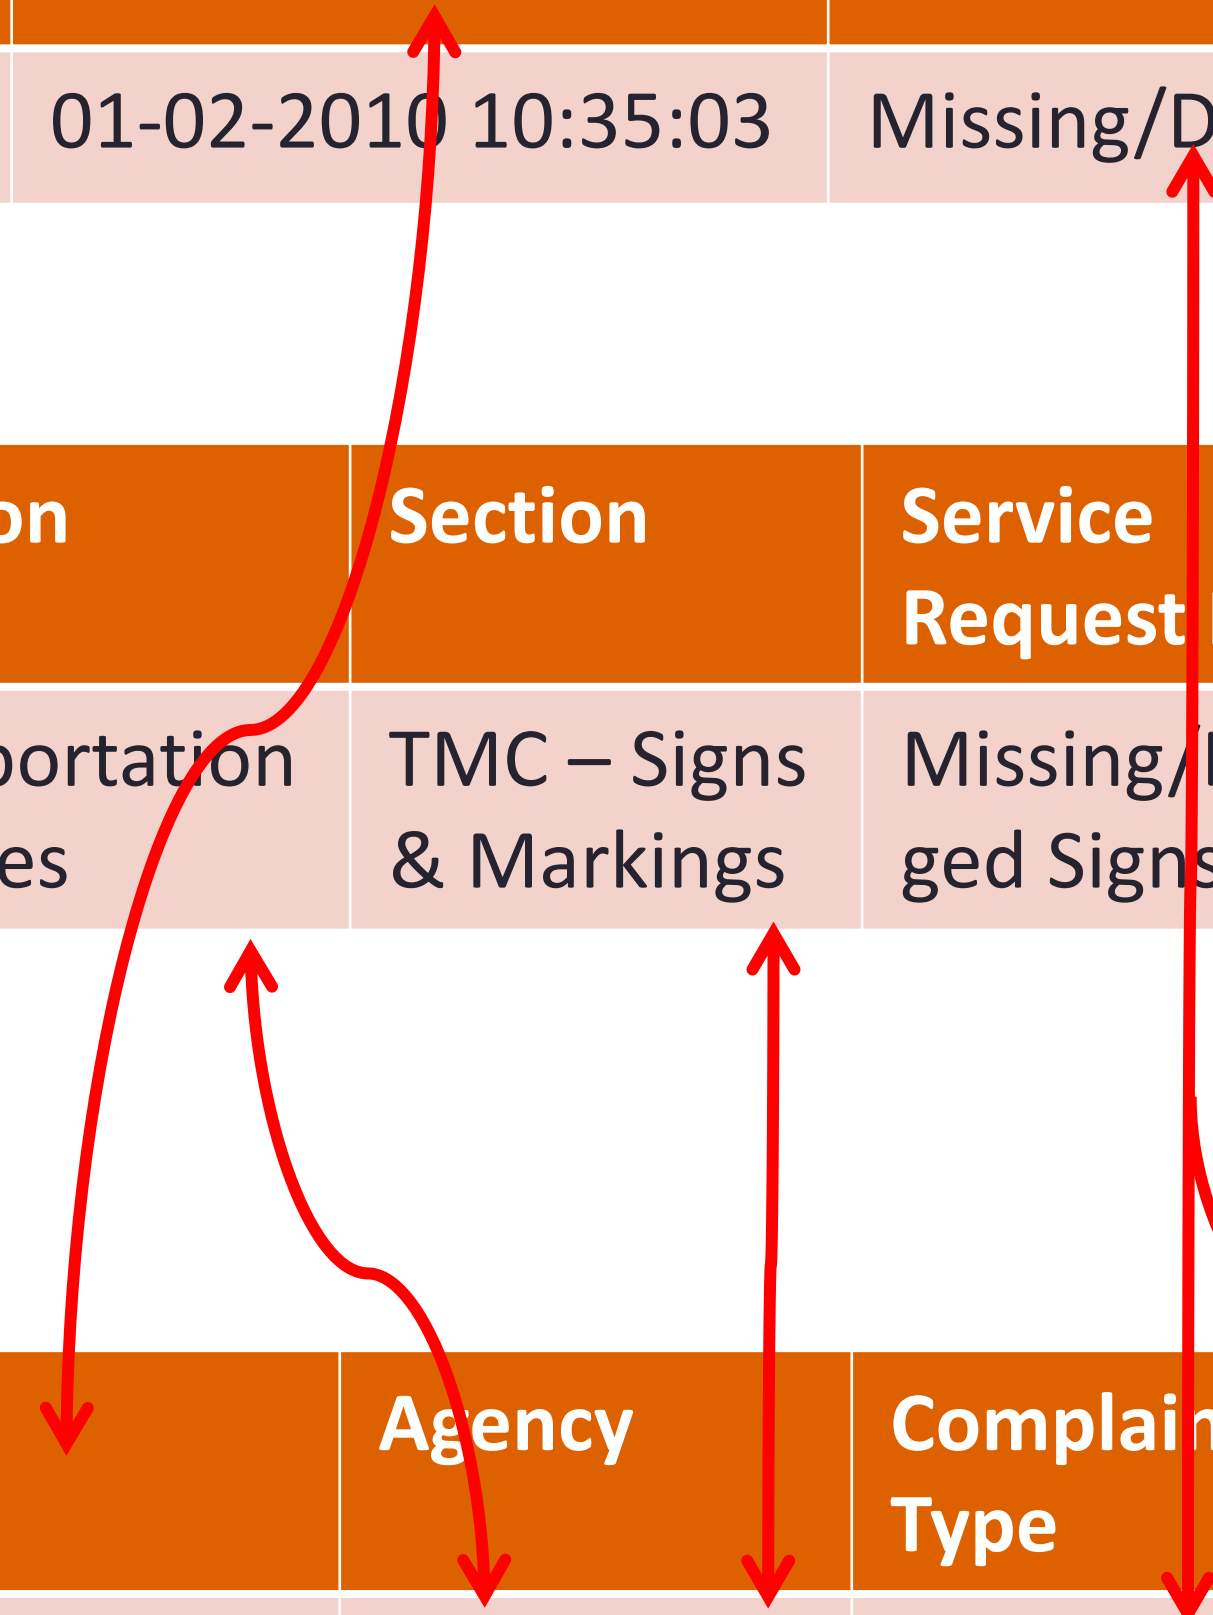 01-02-2010 10:35:03 Missing/D
on Section Service
Request
portation TMC – Signs Missing/
es & Markings ged Signs
Agency Complain
Type